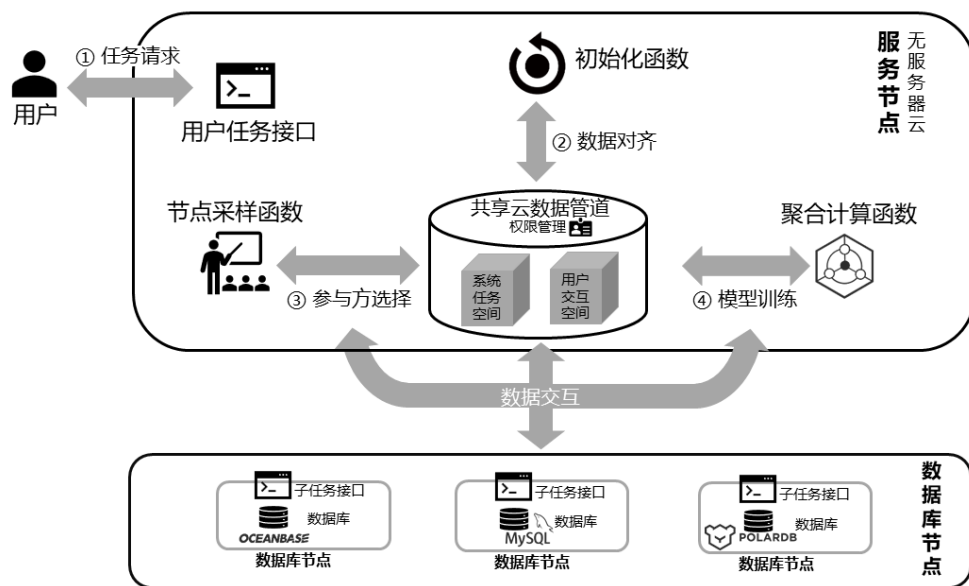 ① 任务请求
用户
用户任务接口
初始化函数
服务节点
无服务器云
② 数据对齐
节点采样函数
共享云数据管道
权限管理
聚合计算函数
系统
任务
空间
用户
交互
空间
③ 参与方选择
④ 模型训练
数据交互
子任务接口
数据库
OCEANBASE
数据库节点
子任务接口
数据库
MySQL
数据库节点
子任务接口
数据库
POLARDB
数据库节点
数据库节点